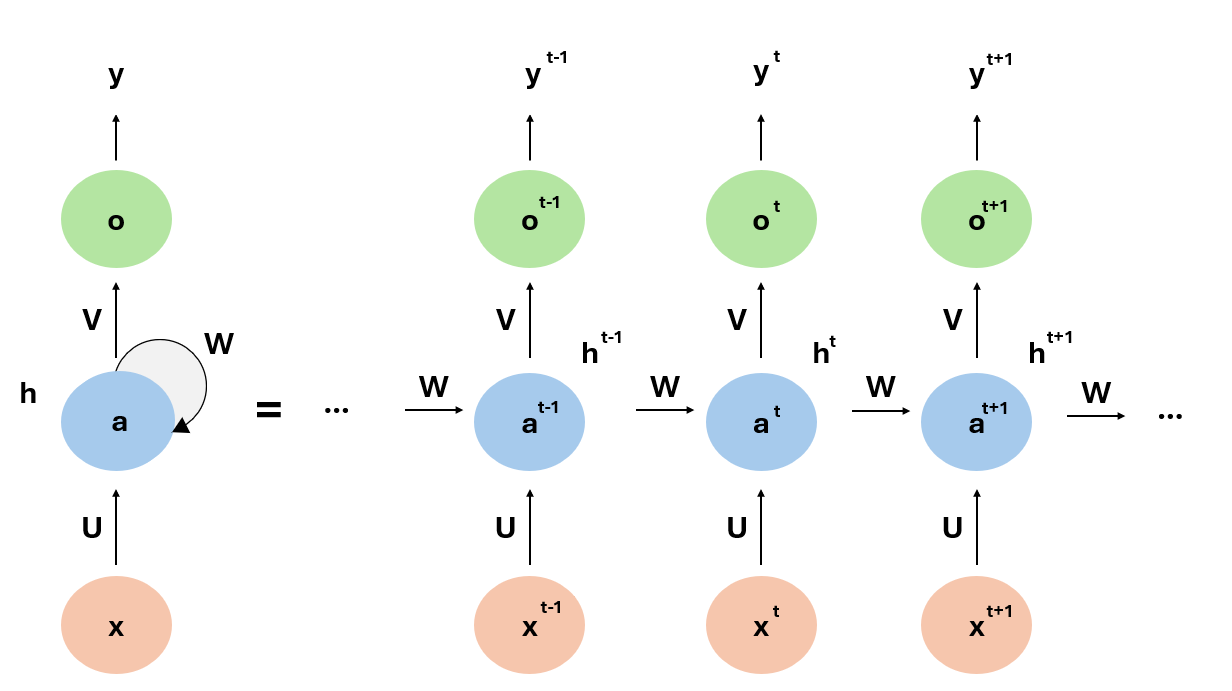 y y t-1 y t y t+1
o o t-1 o t o t+1
V V V V
W
h h t-1 h t h t+1
W W W W
a = ... a t-1 a t a t+1 ...
U U U U
x x t-1 x t x t+1